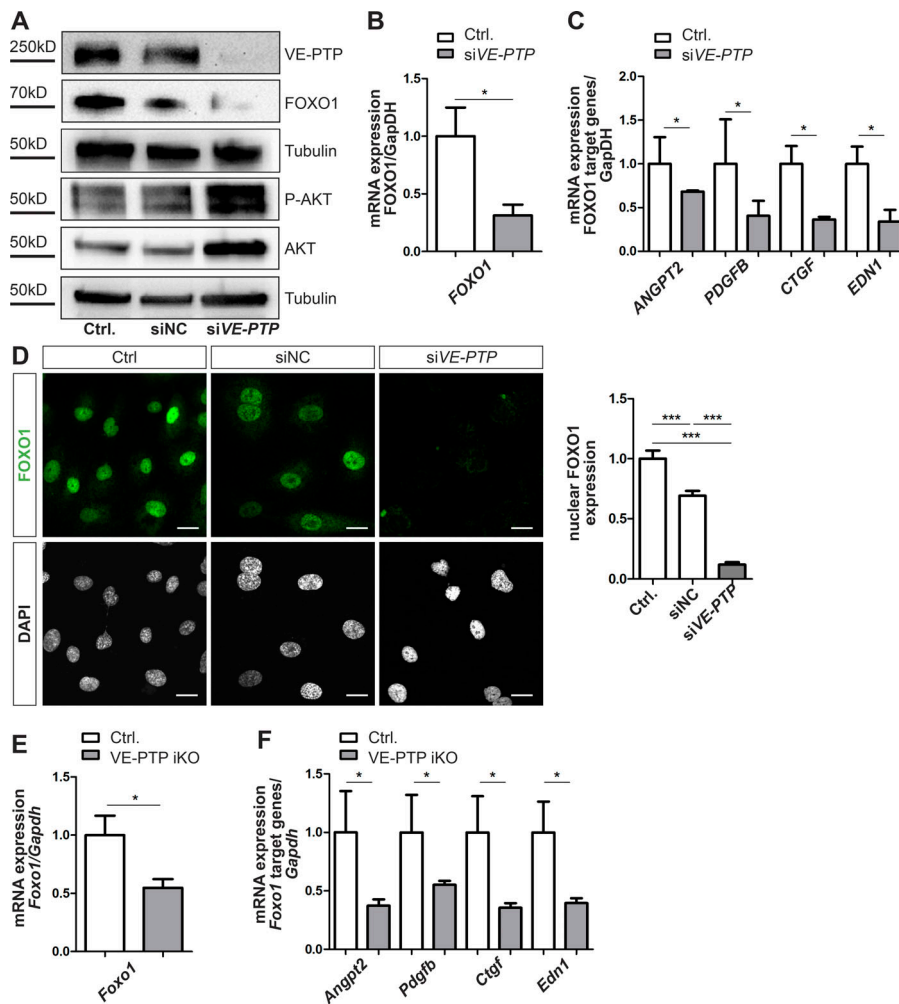 A
250kD
VE-PTP
70kD
FOXO1
50kD
Tubulin
50kD
P-AKT
50kD
AKT
50kD
Tubulin
Ctrl. siNC siVE-PTP
B
Ctrl.
siVE-PTP
mRNA expression
FOXO1/GapDH
1.5
1.0
0.5
0.0
*
FOXO1
C
Ctrl.
siVE-PTP
mRNA expression
FOXO1 target genes/
GapDH
2.0
1.5
1.0
0.5
0.0
* * * *
ANGPT2 PDGFB CTGF EDN1
D
Ctrl siNC siVE-PTP
FOXO1
DAPI
nuclear FOXO1
expression
1.5
1.0
0.5
0.0
*** ***
***
Ctrl. siNC siVE-PTP
E
Ctrl.
VE-PTP iKO
mRNA expression
Foxo1/Gapdh
1.5
1.0
0.5
0.0
*
Foxo1
F
Ctrl.
VE-PTP iKO
mRNA expression
Foxo1 target genes/
Gapdh
1.5
1.0
0.5
0.0
* * * *
Angpt2 Pdgfb Ctgf Edn1